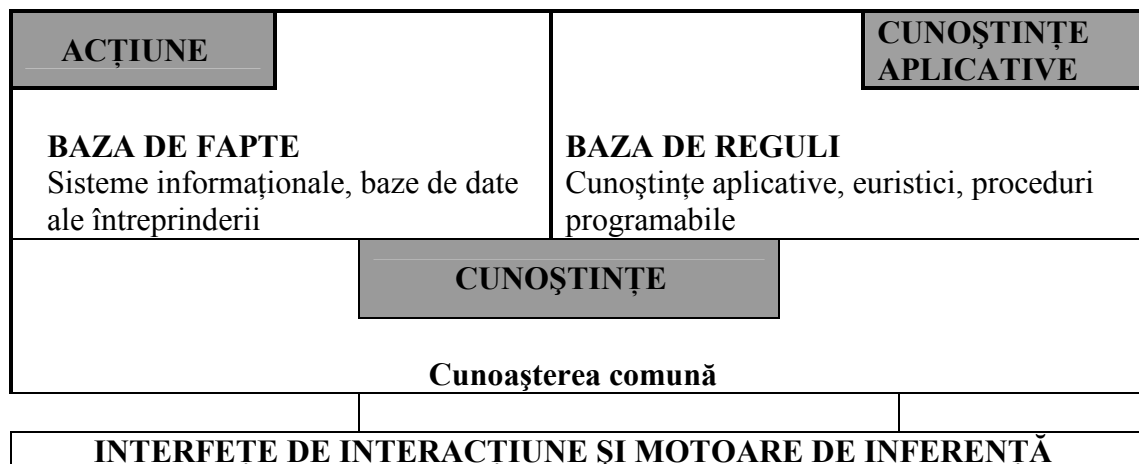 ACȚIUNE
CUNOŞTINȚE
APLICATIVE
BAZA DE FAPTE
Sisteme informaționale, baze de date
ale întreprinderii
BAZA DE REGULI
Cunoştințe aplicative, euristici, proceduri
programabile
CUNOŞTINȚE
Cunoaşterea comună
INTERFEȚE DE INTERACȚIUNE ŞI MOTOARE DE INFERENȚĂ